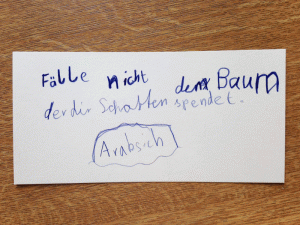 Fälle nicht den Baum
der dir Schatten spendet.
Arabsich